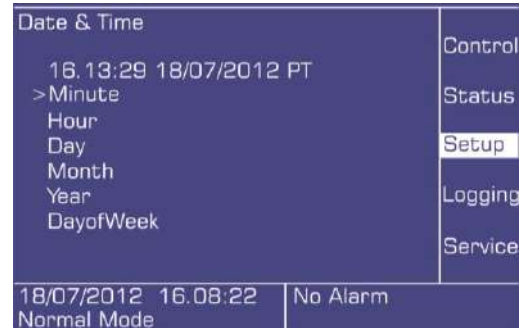 Date & Time
16.13:29 18/07/2012 PT
>Minute
Hour
Day
Month
Year
DayofWeek
Control
Status
Setup
Logging
Service
18/07/2012 16.08:22
Normal Mode
No Alarm